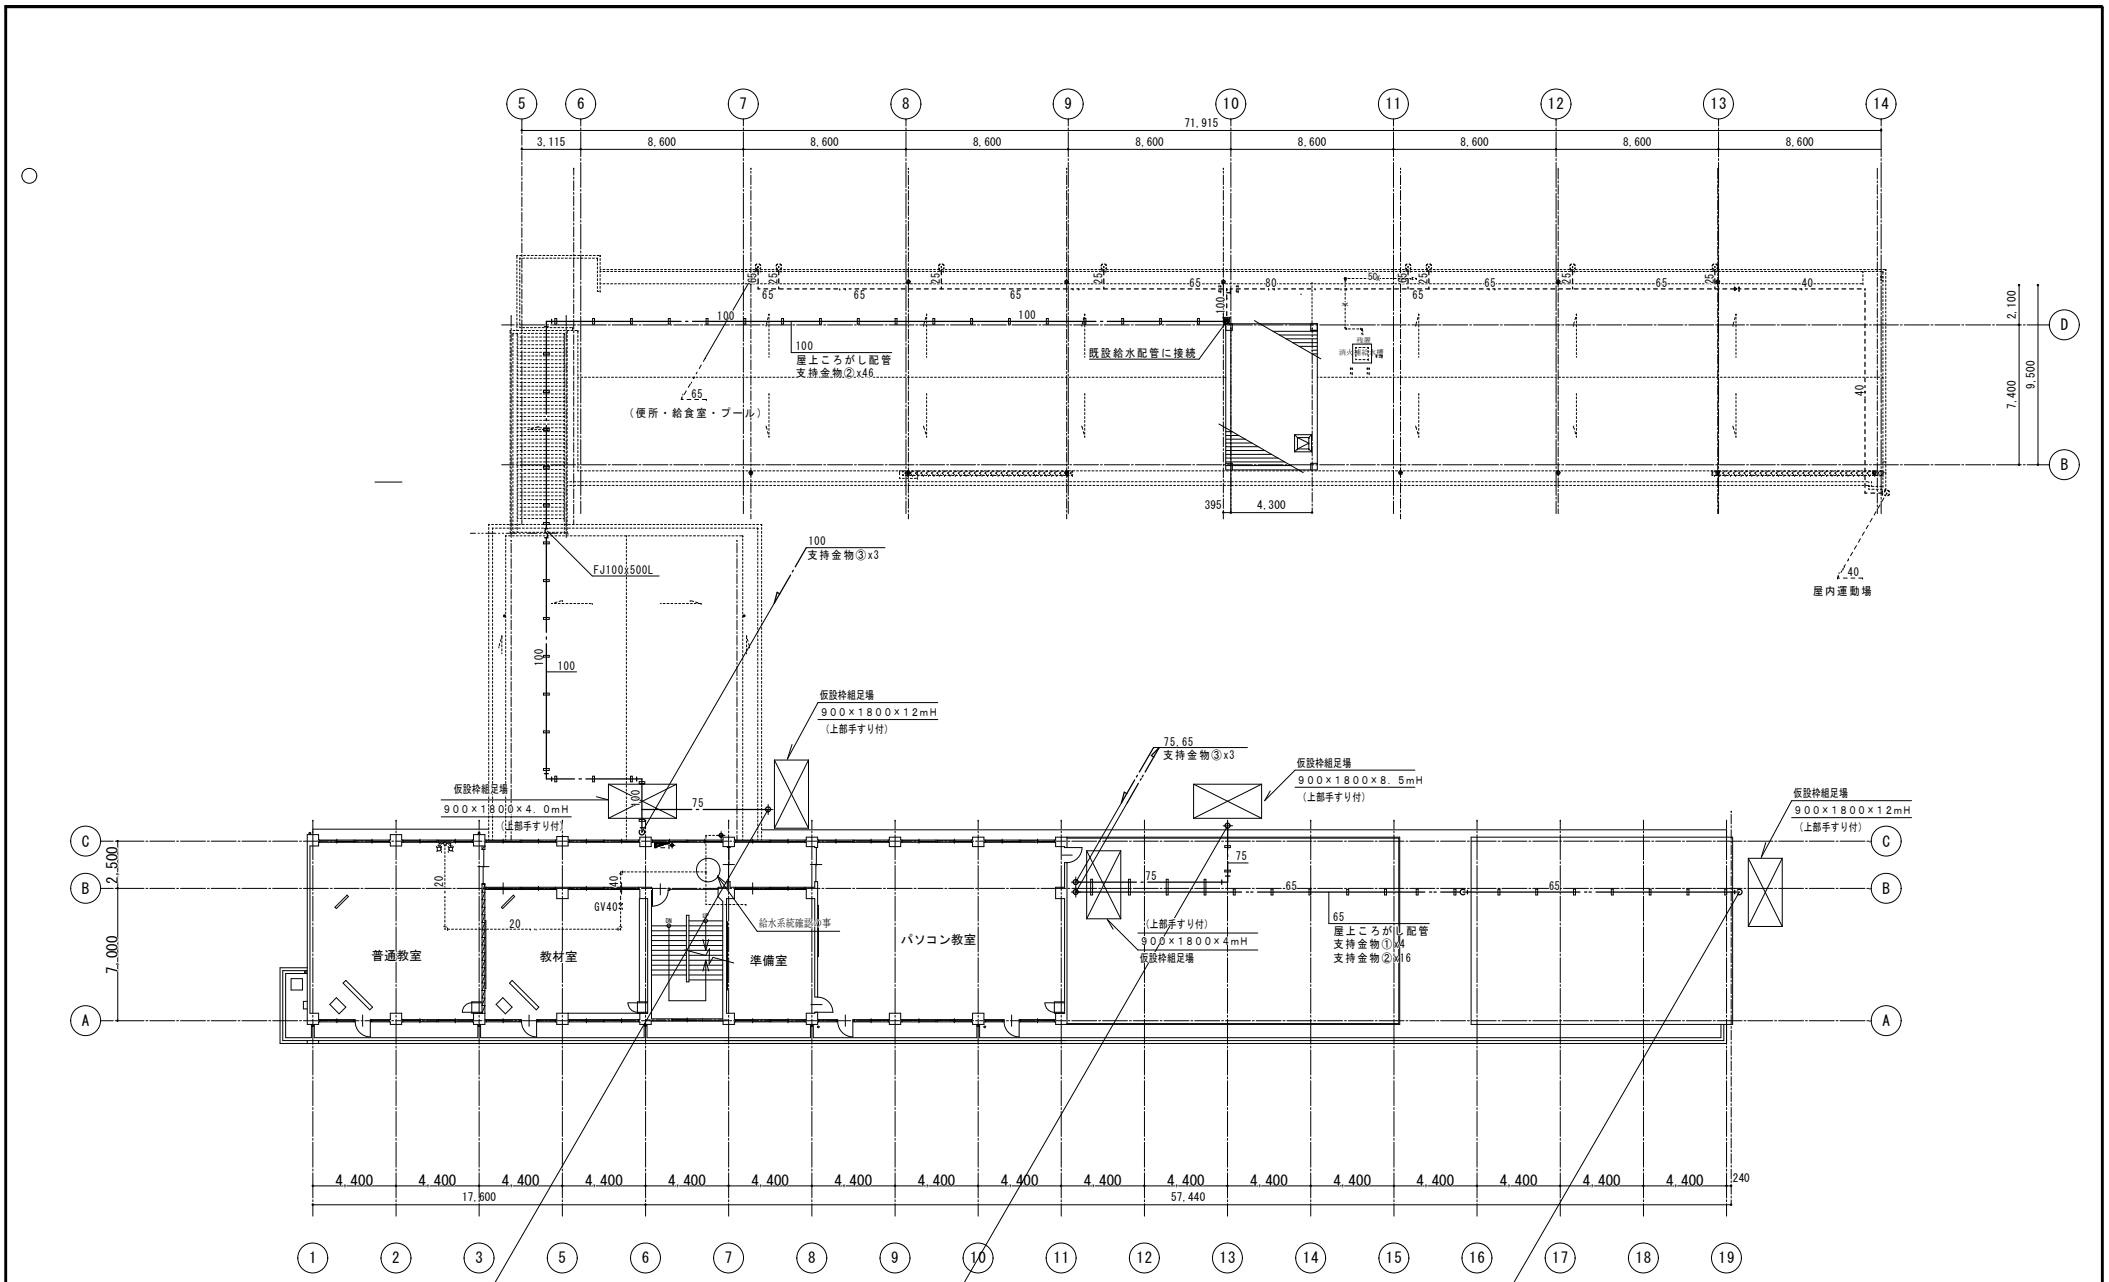 5 6 7 8 9 10 11 12 13 14
71,915
3,115 8,600 8,600 8,600 8,600 8,600 8,600 8,600 8,600
65 25 25 25 65 25 25 25
65 65 65 65 80 50 65 65 65 40
100 100 100
2,100
D
100
屋上ころがし配管
支持金物②x46
既設給水配管に接続
7,400
9,500
40
65
(便所・給食室・プール)
B
395 4,300
100
支持金物③x3
FJ100x500L
40
屋内運動場
100
100
仮設枠組足場
900×1800×12mH
(上部手すり付)
75.65
支持金物③x3
仮設枠組足場
900×1800×8.5mH
(上部手すり付)
仮設枠組足場
900×1800×4.0mH
(上部手すり付)
100
75
仮設枠組足場
900×1800×12mH
(上部手すり付)
C
C
2,500
75
75
65
65
20
40
B
B
GV40
20
給水系統確認の事
65
屋上ころがし配管
支持金物①x4
支持金物②x16
(上部手すり付)
900×1800×4mH
仮設枠組足場
7,000
普通教室
教材室
準備室
パソコン教室
A
A
4,400 4,400 4,400 4,400 4,400 4,400 4,400 4,400 4,400 4,400 4,400 4,400 4,400 4,400 4,400 4,400 4,400 240
17,600
57,440
1 2 3 5 6 7 8 9 10 11 12 13 14 15 16 17 18 19